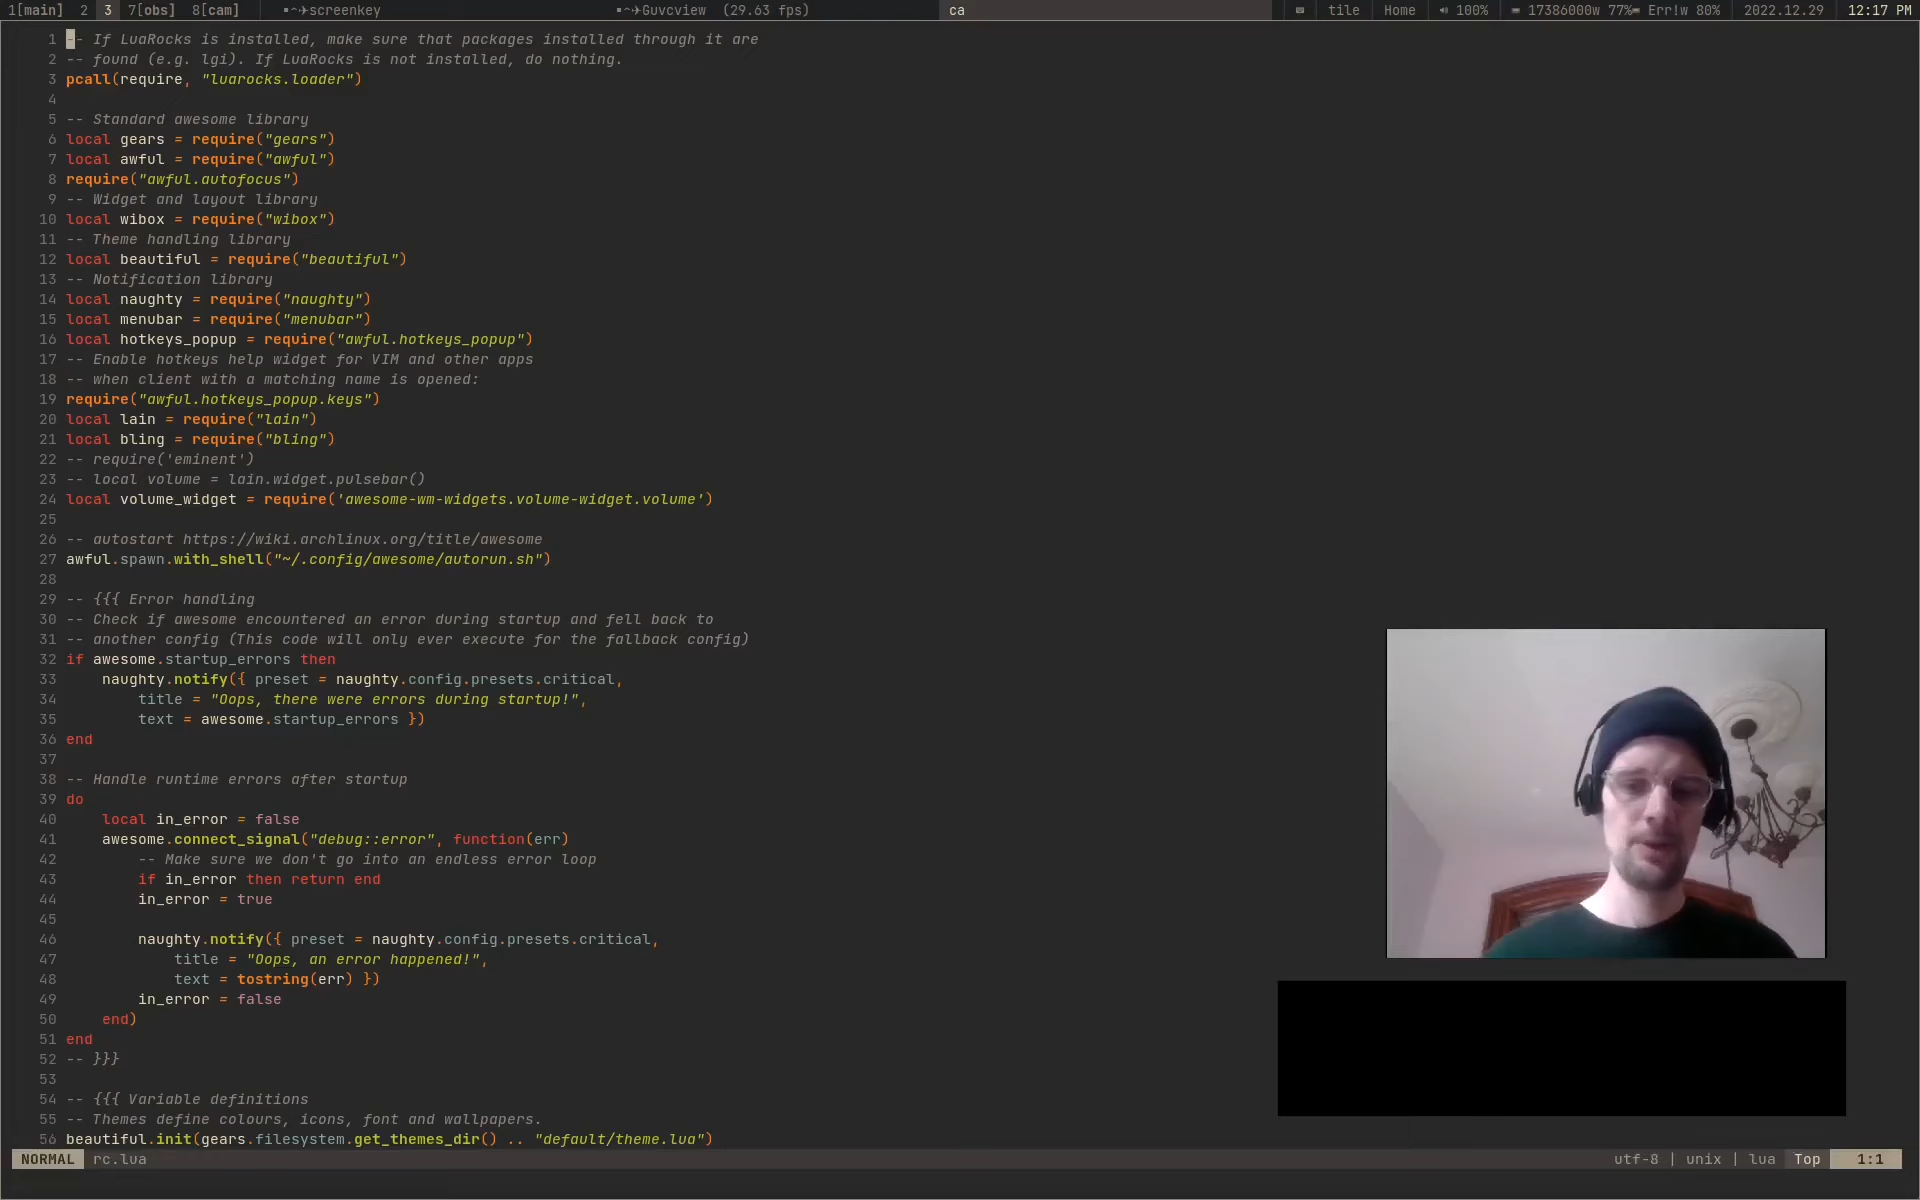 1[main] 2 3 7[obs] 8[cam] screenkey Guvcview (29.63 fps) ca tile Home 100% 17386000w 77% Err!w 80% 2022.12.29 12:17 PM
1 -- If LuaRocks is installed, make sure that packages installed through it are
2 -- found (e.g. lgi). If LuaRocks is not installed, do nothing.
3 pcall(require, "luarocks.loader")
4
5 -- Standard awesome library
6 local gears = require("gears")
7 local awful = require("awful")
8 require("awful.autofocus")
9 -- Widget and layout library
10 local wibox = require("wibox")
11 -- Theme handling library
12 local beautiful = require("beautiful")
13 -- Notification library
14 local naughty = require("naughty")
15 local menubar = require("menubar")
16 local hotkeys_popup = require("awful.hotkeys_popup")
17 -- Enable hotkeys help widget for VIM and other apps
18 -- when client with a matching name is opened:
19 require("awful.hotkeys_popup.keys")
20 local lain = require("lain")
21 local bling = require("bling")
22 -- require('eminent')
23 -- local volume = lain.widget.pulsebar()
24 local volume_widget = require('awesome-wm-widgets.volume-widget.volume')
25
26 -- autostart https://wiki.archlinux.org/title/awesome
27 awful.spawn.with_shell("~/.config/awesome/autorun.sh")
28
29 -- {{{ Error handling
30 -- Check if awesome encountered an error during startup and fell back to
31 -- another config (This code will only ever execute for the fallback config)
32 if awesome.startup_errors then
33     naughty.notify({ preset = naughty.config.presets.critical,
34         title = "Oops, there were errors during startup!",
35         text = awesome.startup_errors })
36 end
37
38 -- Handle runtime errors after startup
39 do
40     local in_error = false
41     awesome.connect_signal("debug::error", function(err)
42         -- Make sure we don't go into an endless error loop
43         if in_error then return end
44         in_error = true
45
46         naughty.notify({ preset = naughty.config.presets.critical,
47             title = "Oops, an error happened!",
48             text = tostring(err) })
49         in_error = false
50     end)
51 end
52 -- }}}
53
54 -- {{{ Variable definitions
55 -- Themes define colours, icons, font and wallpapers.
56 beautiful.init(gears.filesystem.get_themes_dir() .. "default/theme.lua")
NORMAL rc.lua utf-8 | unix | lua Top 1:1